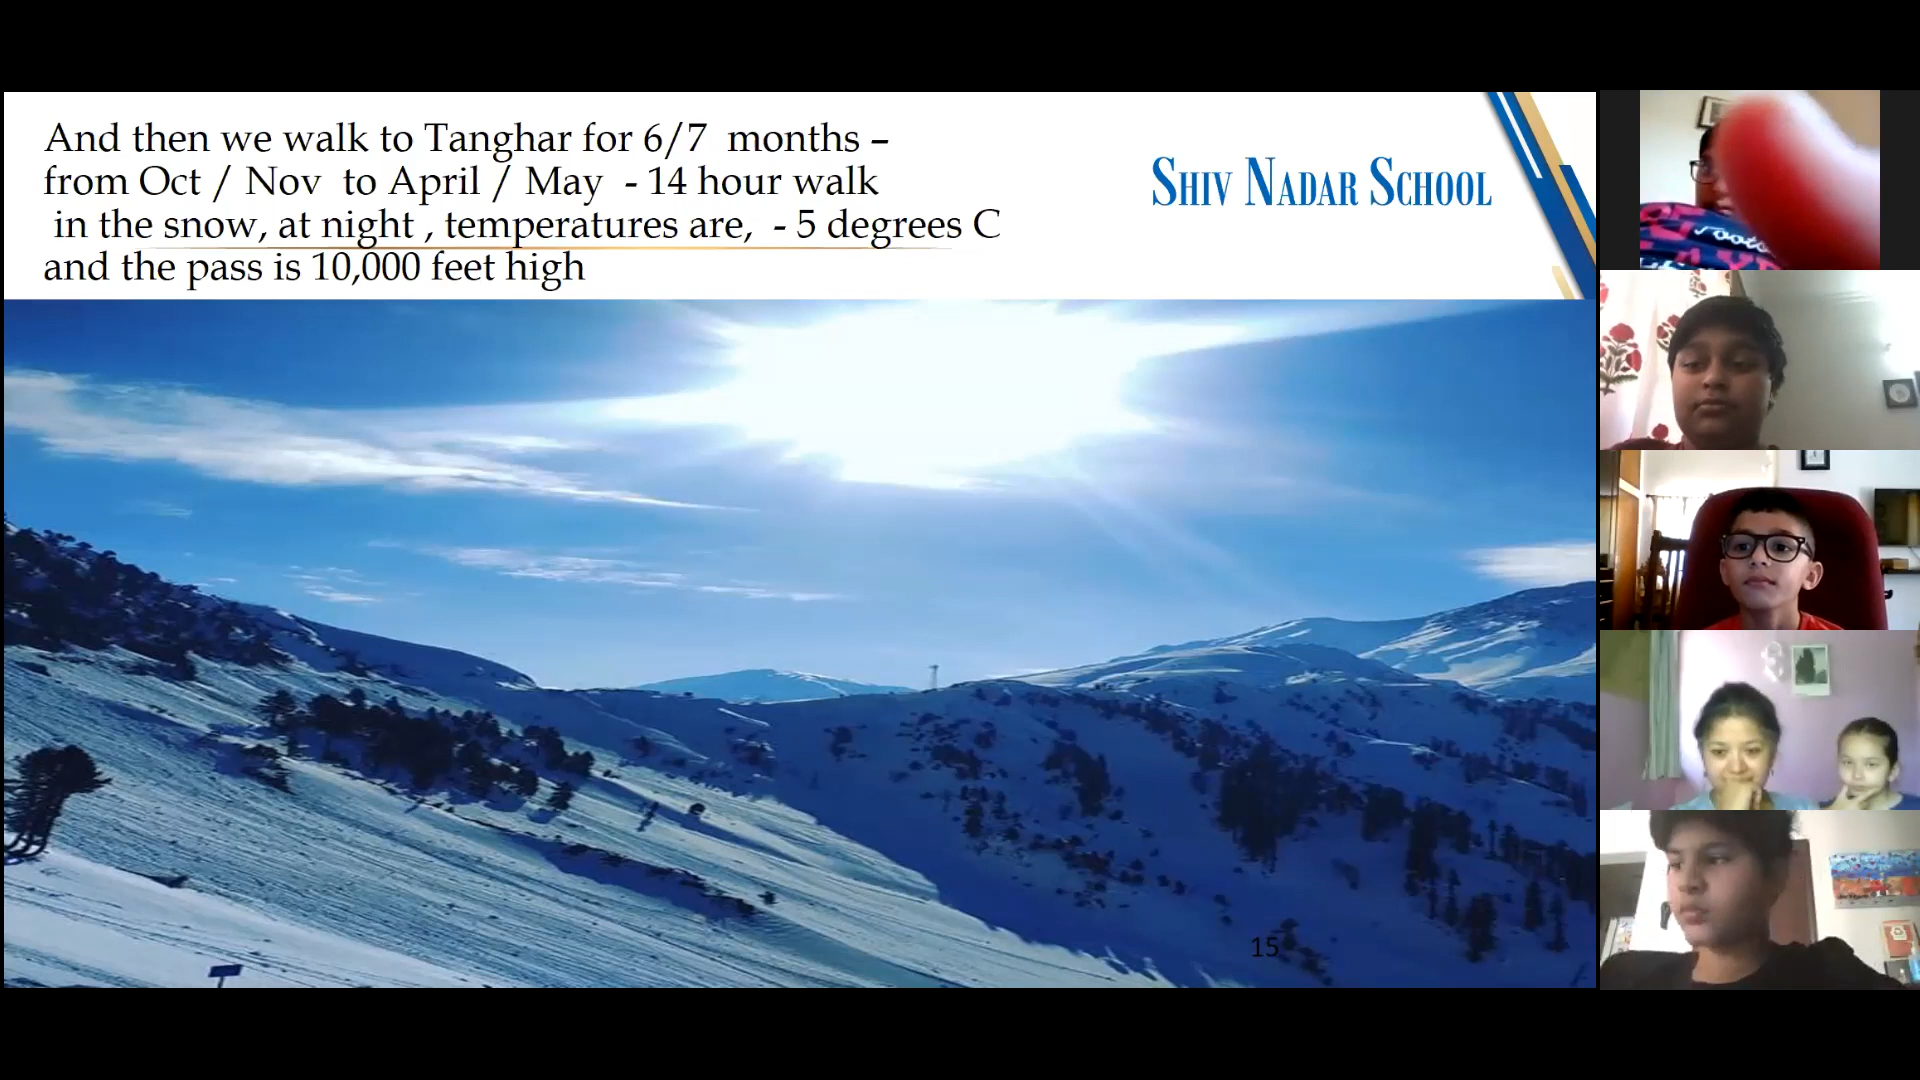 And then we walk to Tanghar for 6/7 months –
from Oct / Nov to April / May - 14 hour walk
in the snow, at night , temperatures are, - 5 degrees C
and the pass is 10,000 feet high
SHIV NADAR SCHOOL
15